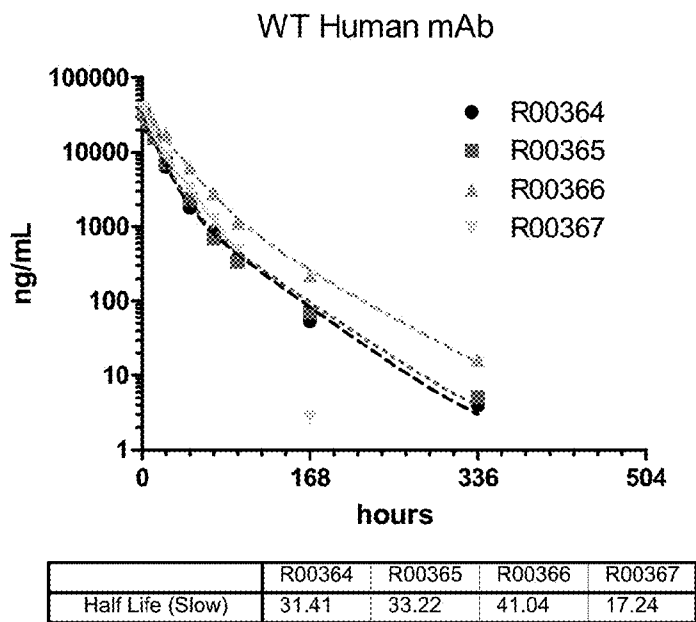 WT Human mAb
100000
10000
1000
100
10
1
ng/mL
0
168
336
504
hours
R00364
R00365
R00366
R00367
R00364 R00365 R00366 R00367
Half Life (Slow) 31.41 33.22 41.04 17.24